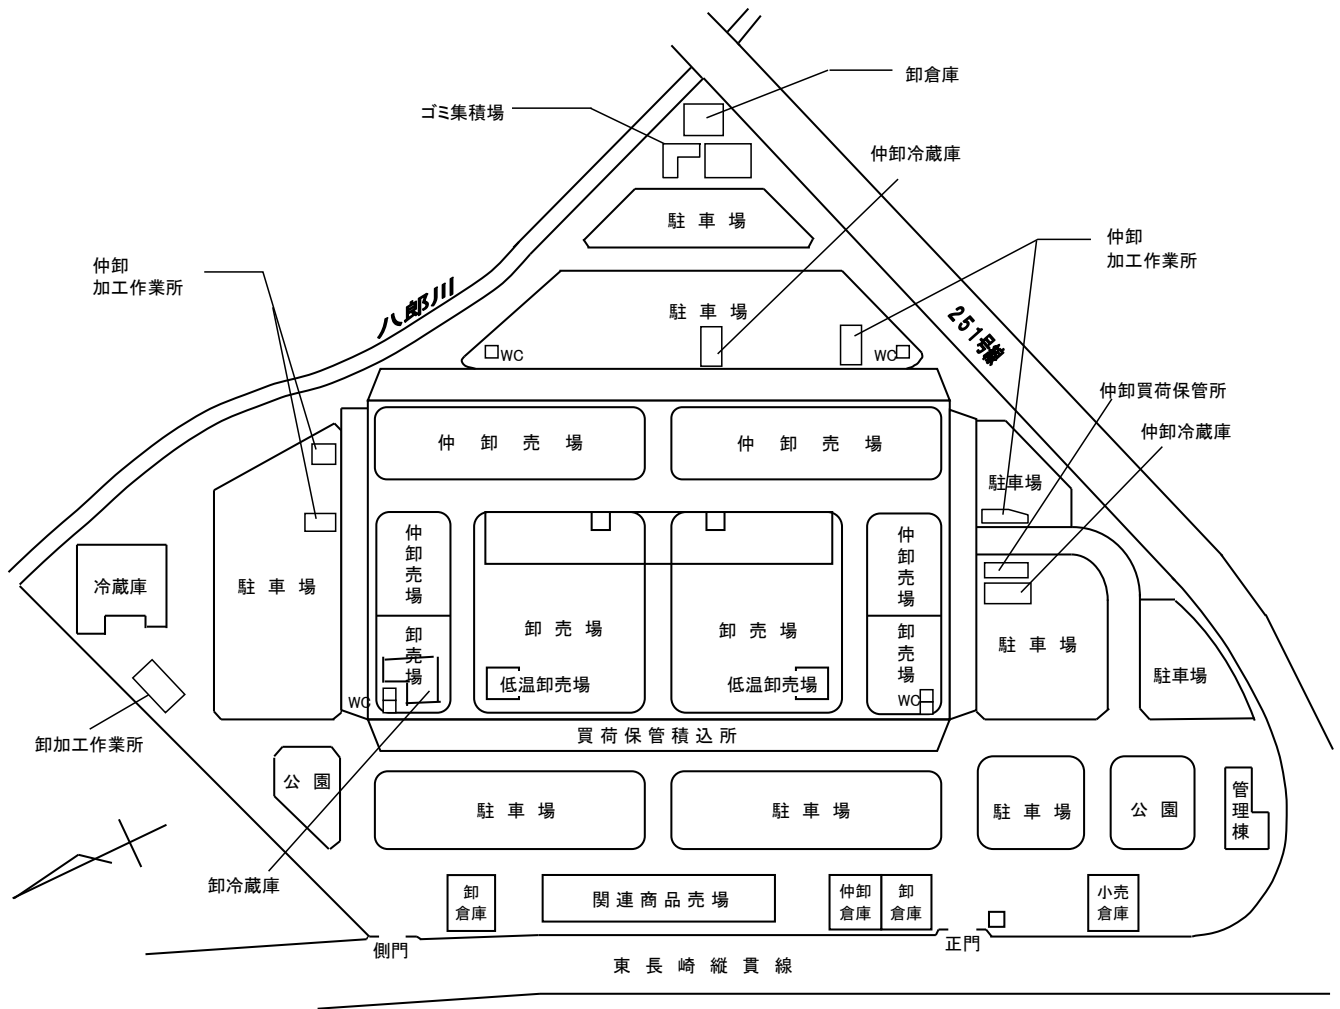 卸倉庫
ゴミ集積場
仲卸冷蔵庫
駐車場
仲卸
加工作業所
仲卸
加工作業所
八郎川
駐車場
251号線
WC
WC
仲卸買荷保管所
仲卸冷蔵庫
仲卸売場
仲卸売場
駐車場
仲卸売場
仲卸売場
冷蔵庫
駐車場
卸売場
卸売場
卸売場
卸売場
駐車場
駐車場
低温卸売場
低温卸売場
WC
WC
卸加工作業所
買荷保管積込所
公園
駐車場
駐車場
駐車場
公園
管理棟
卸冷蔵庫
卸
倉庫
関連商品売場
仲卸
倉庫
卸
倉庫
小売
倉庫
側門
正門
東長崎縦貫線